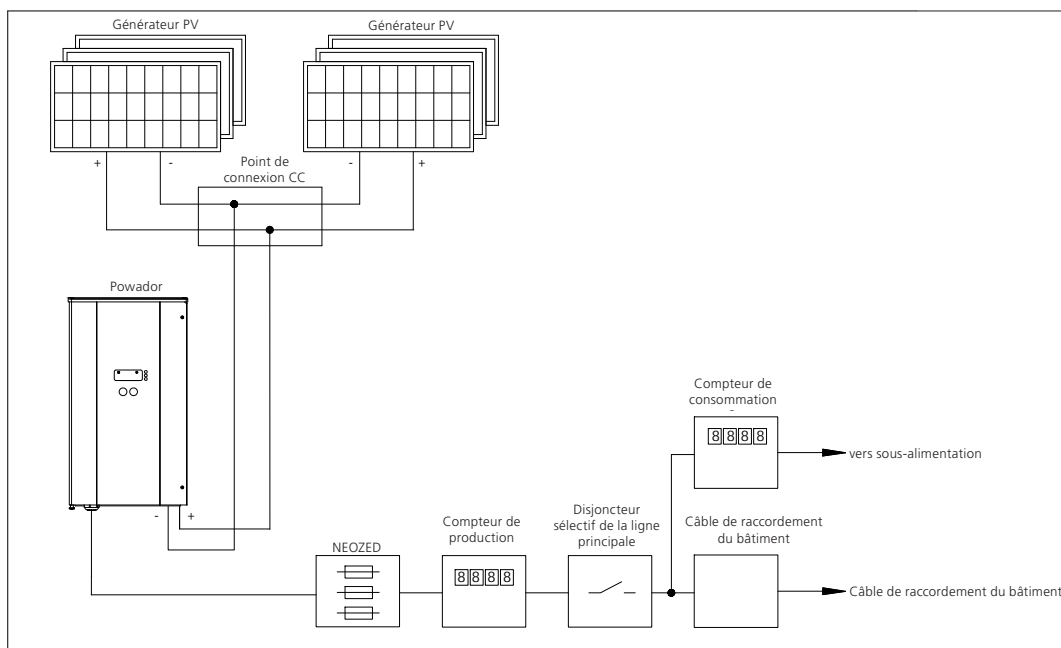 Générateur PV
Générateur PV
+
-
-
+
Point de
connexion CC
Powador
-
+
Compteur de
consommation
-
8888
vers sous-alimentation
NEOZED
Compteur de
production
8888
Disjoncteur
sélectif de la ligne
principale
Câble de raccordement
du bâtiment
Câble de raccordement du bâtiment